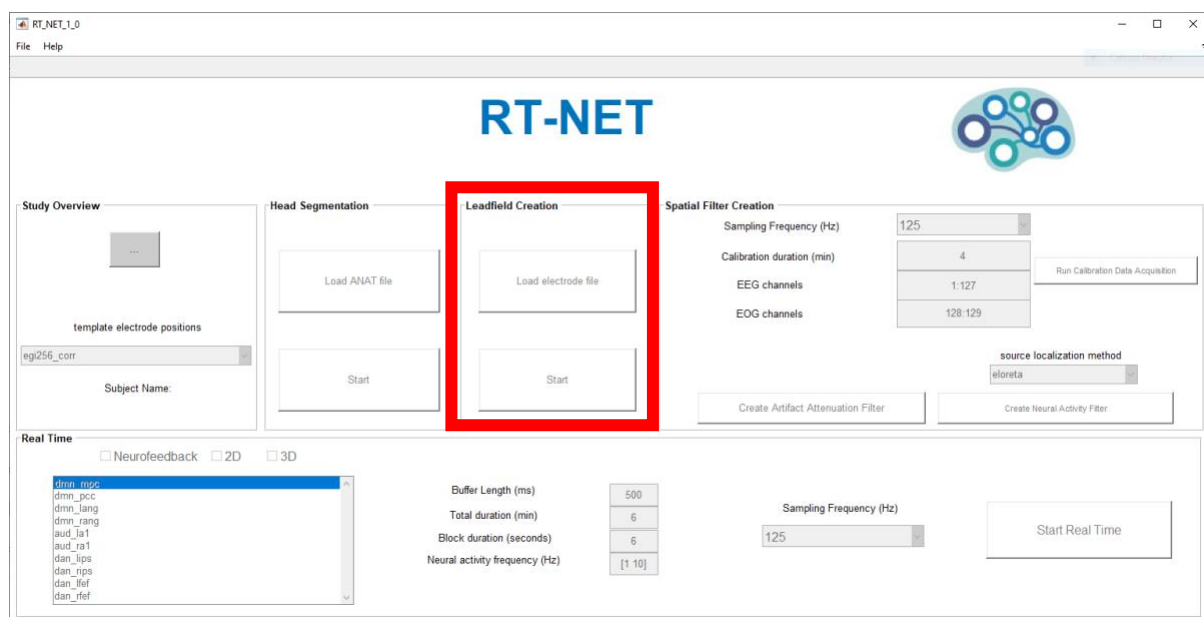 RT_NET_1_0
File Help
RT-NET
Study Overview
...
template electrode positions
egi256_corr
Subject Name:
Head Segmentation
Load ANAT file
Start
Leadfield Creation
Load electrode file
Start
Spatial Filter Creation
Sampling Frequency (Hz) 125
Calibration duration (min) 4
EEG channels 1:127
EOG channels 128:129
Run Calibration Data Acquisition
source localization method
eloreta
Create Artifact Attenuation Filter
Create Neural Activity Filter
Real Time
Neurofeedback 2D 3D
dmn_mpc
dmn_pcc
dmn_lang
dmn_rang
aud_la1
aud_ra1
dan_lips
dan_rips
dan_lfef
dan_rfef
Buffer Length (ms) 500
Total duration (min) 6
Block duration (seconds) 6
Neural activity frequency (Hz) [1 10]
Sampling Frequency (Hz)
125
Start Real Time